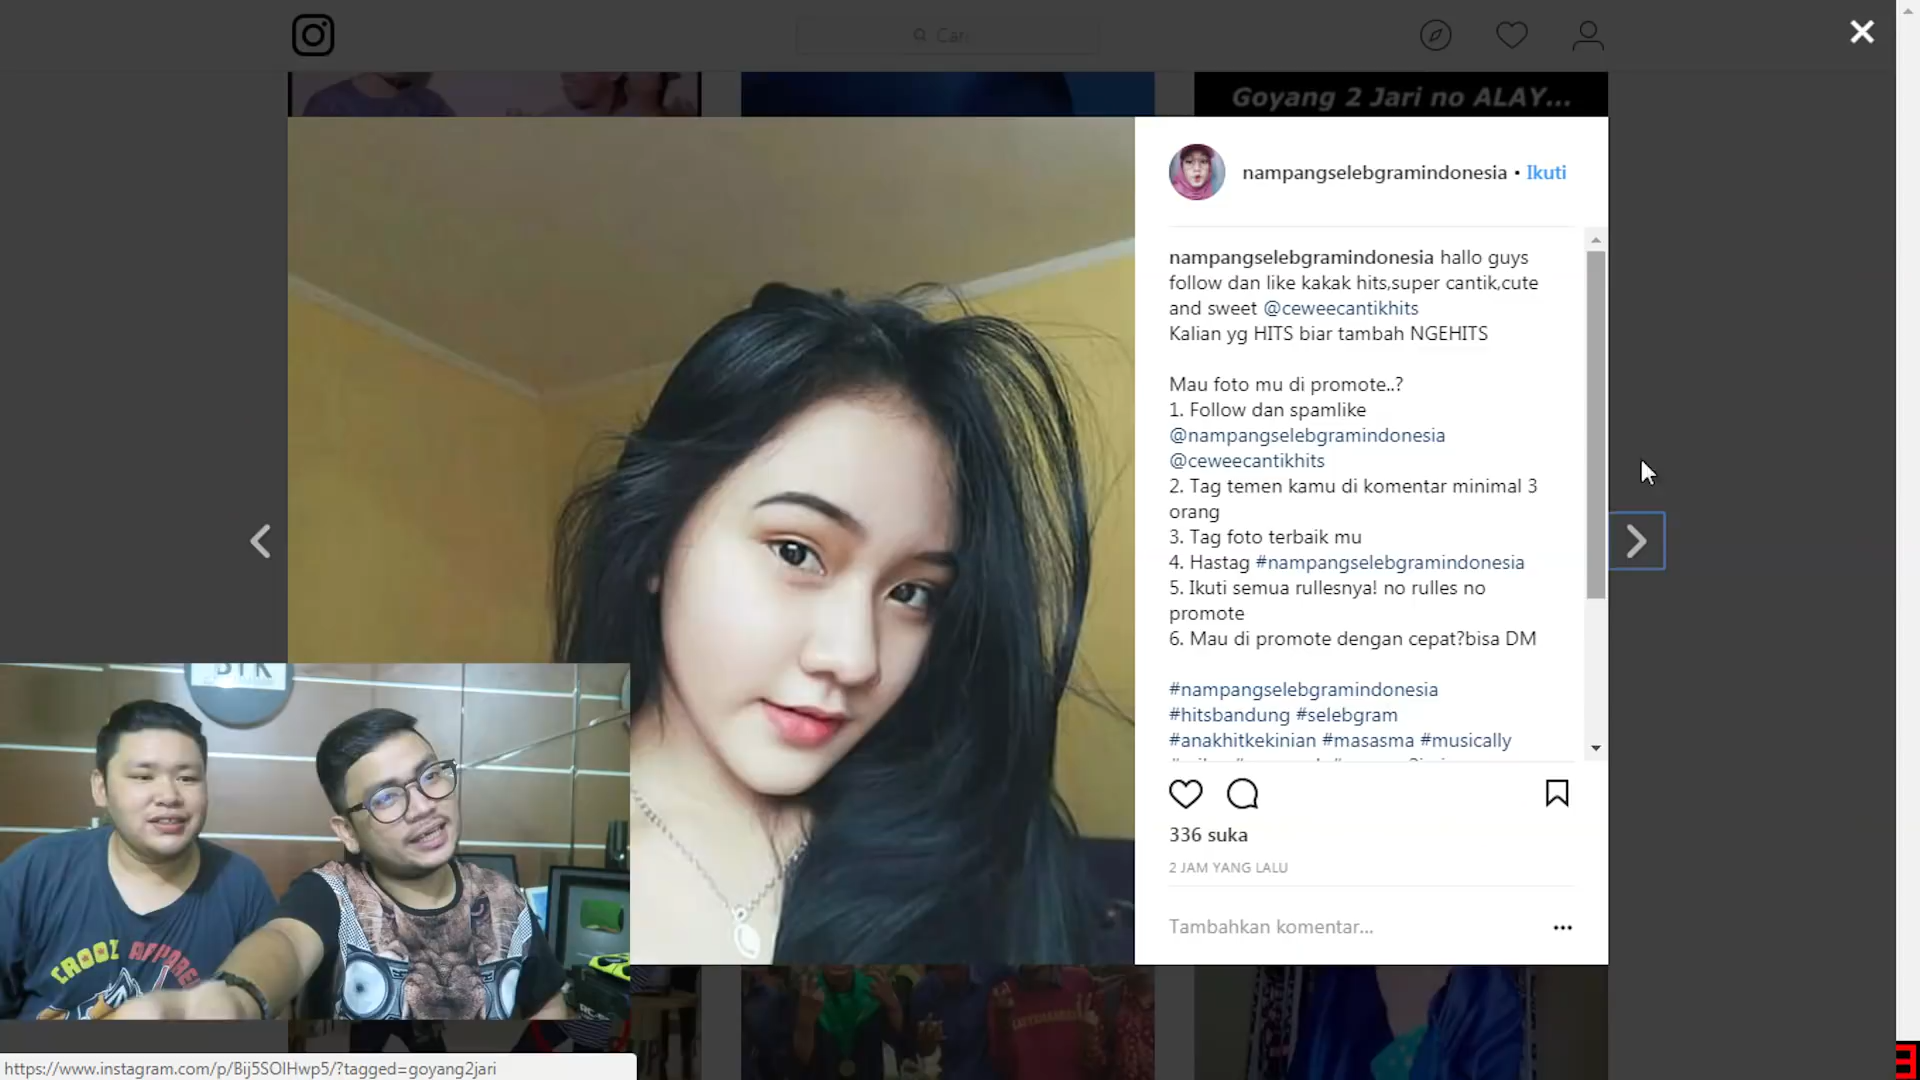 Cari
Goyang 2 Jari no ALAY...
nampangselebgramindonesia • Ikuti
nampangselebgramindonesia hallo guys
follow dan like kakak hits,super cantik,cute
and sweet @ceweecantikhits
Kalian yg HITS biar tambah NGEHITS
Mau foto mu di promote..?
1. Follow dan spamlike
@nampangselebgramindonesia
@ceweecantikhits
2. Tag temen kamu di komentar minimal 3
orang
3. Tag foto terbaik mu
4. Hastag #nampangselebgramindonesia
5. Ikuti semua rullesnya! no rulles no
promote
6. Mau di promote dengan cepat?bisa DM
#nampangselebgramindonesia
#hitsbandung #selebgram
#anakhitkekinian #masasma #musically
336 suka
2 JAM YANG LALU
Tambahkan komentar...
CROOZ APPAREL
https://www.instagram.com/p/Bij5SOlHwp5/?tagged=goyang2jari